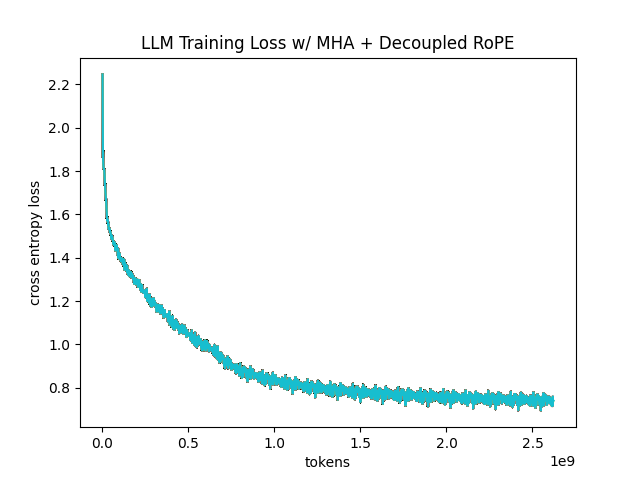 LLM Training Loss w/ MHA + Decoupled RoPE
cross entropy loss
2.2
2.0
1.8
1.6
1.4
1.2
1.0
0.8
0.0 0.5 1.0 1.5 2.0 2.5
1e9
tokens